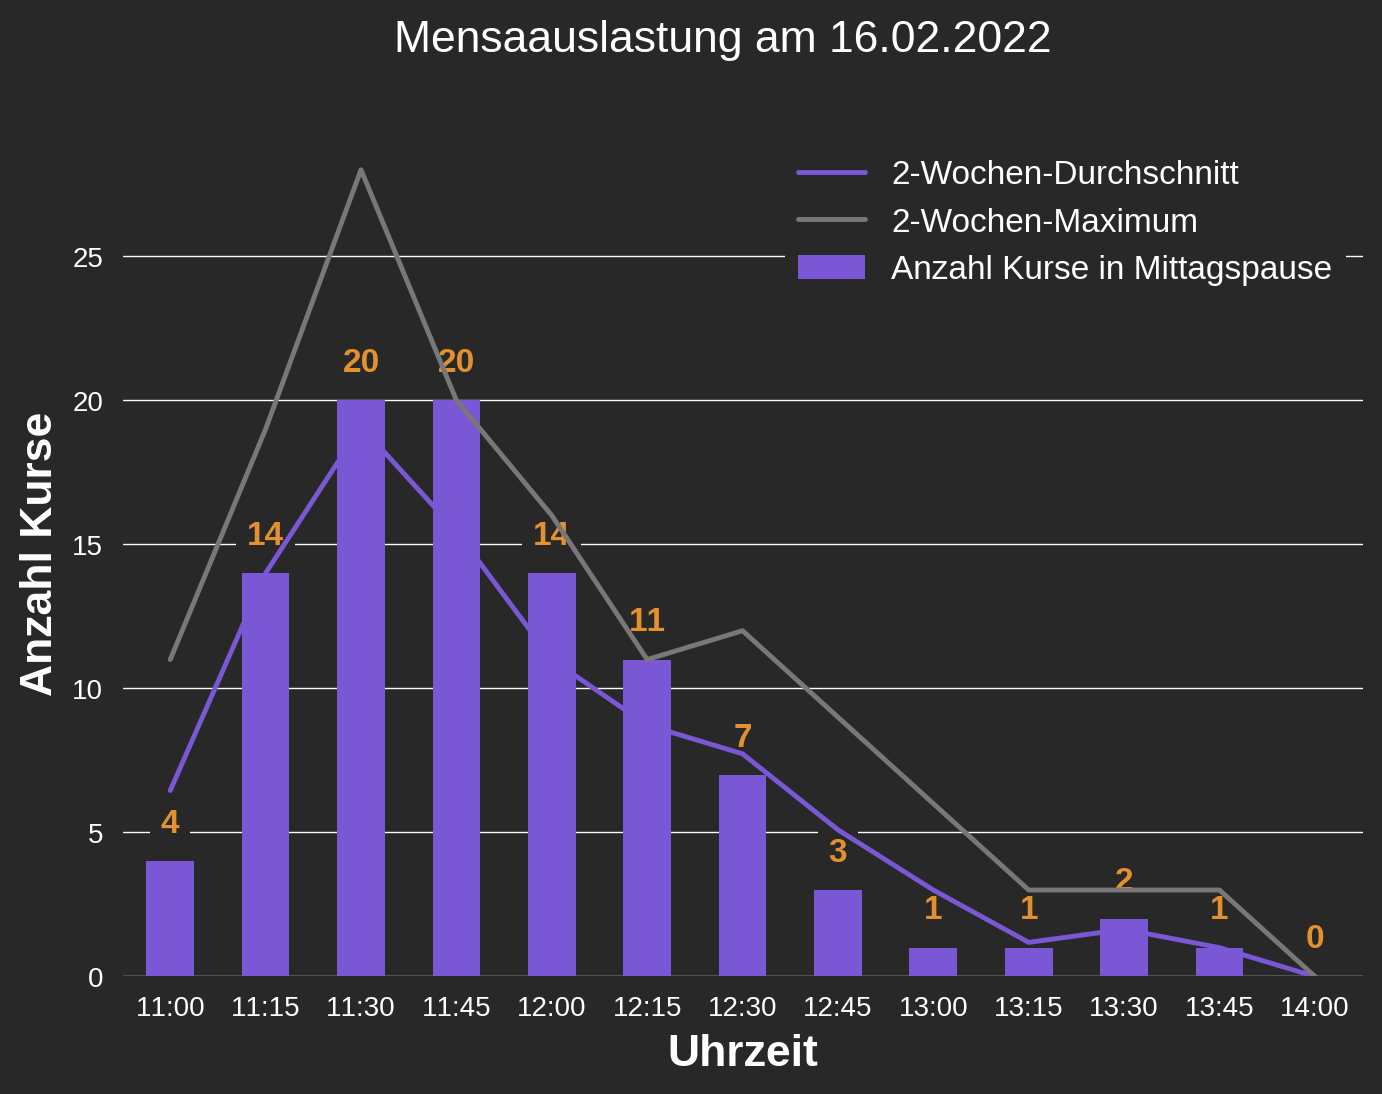 Mensaauslastung am 16.02.2022
2-Wochen-Durchschnitt
2-Wochen-Maximum
Anzahl Kurse in Mittagspause
Anzahl Kurse
25
20
15
10
5
0
4
14
20
20
14
11
7
3
1
1
2
1
0
11:00 11:15 11:30 11:45 12:00 12:15 12:30 12:45 13:00 13:15 13:30 13:45 14:00
Uhrzeit